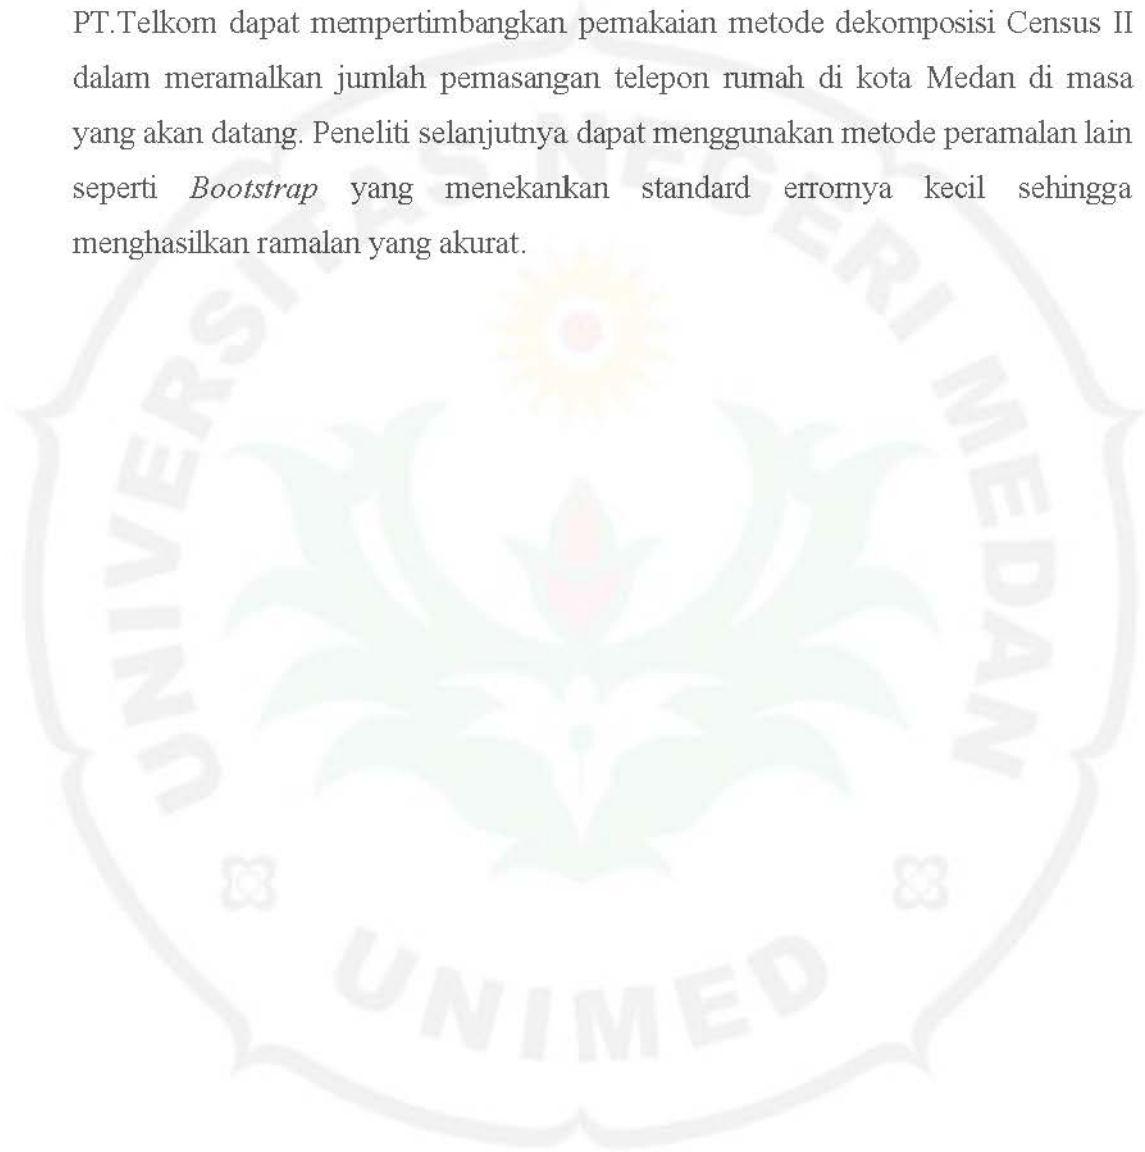 PT.Telkom dapat mempertimbangkan pemakaian metode dekomposisi Census II
dalam meramalkan jumlah pemasangan telepon rumah di kota Medan di masa
yang akan datang. Peneliti selanjutnya dapat menggunakan metode peramalan lain
seperti Bootstrap yang menekankan standard errornya kecil sehingga
menghasilkan ramalan yang akurat.
UNIVERSITAS NEGERI MEDAN
UNIMED